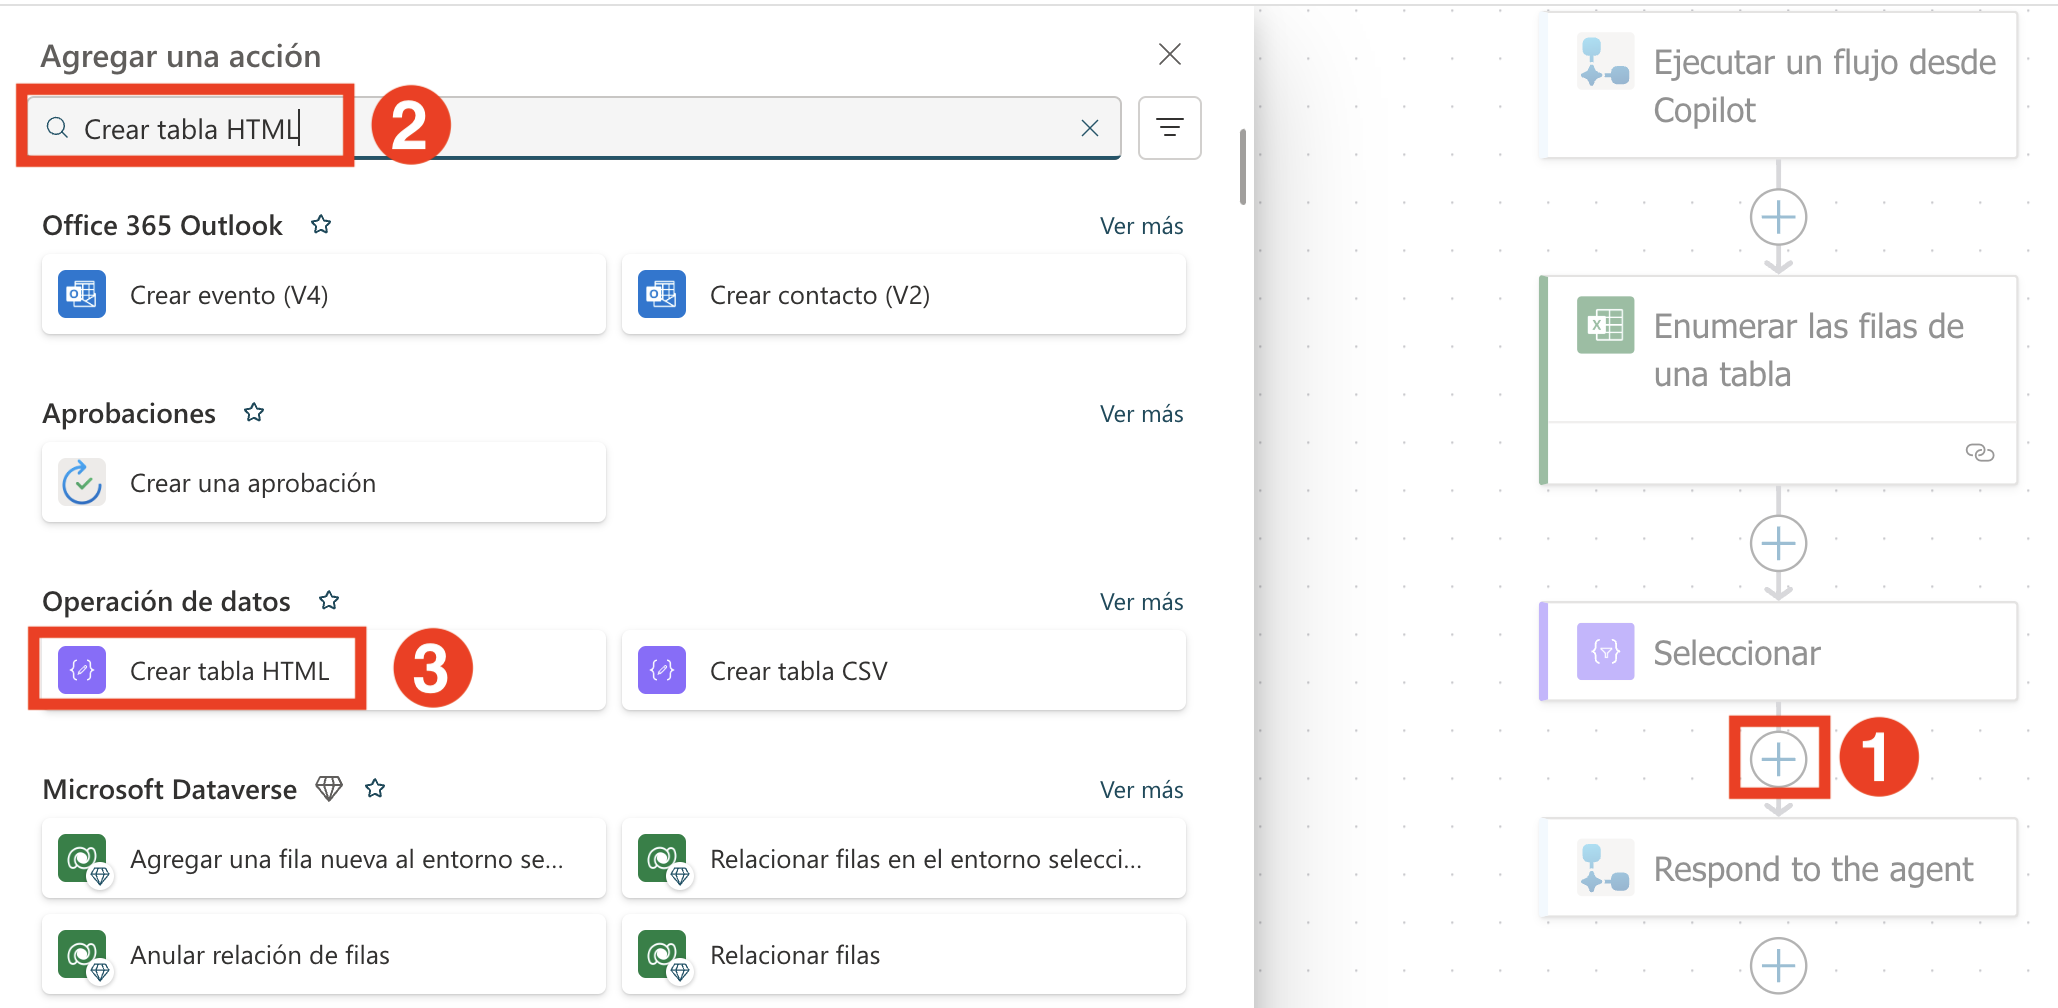 Agregar una acción
Crear tabla HTML
2
Office 365 Outlook
Ver más
Crear evento (V4)
Crear contacto (V2)
Aprobaciones
Ver más
Crear una aprobación
Operación de datos
Ver más
Crear tabla HTML
3
Crear tabla CSV
Microsoft Dataverse
Ver más
Agregar una fila nueva al entorno se...
Relacionar filas en el entorno selecci...
Anular relación de filas
Relacionar filas
Ejecutar un flujo desde
Copilot
Enumerar las filas de
una tabla
Seleccionar
1
Respond to the agent